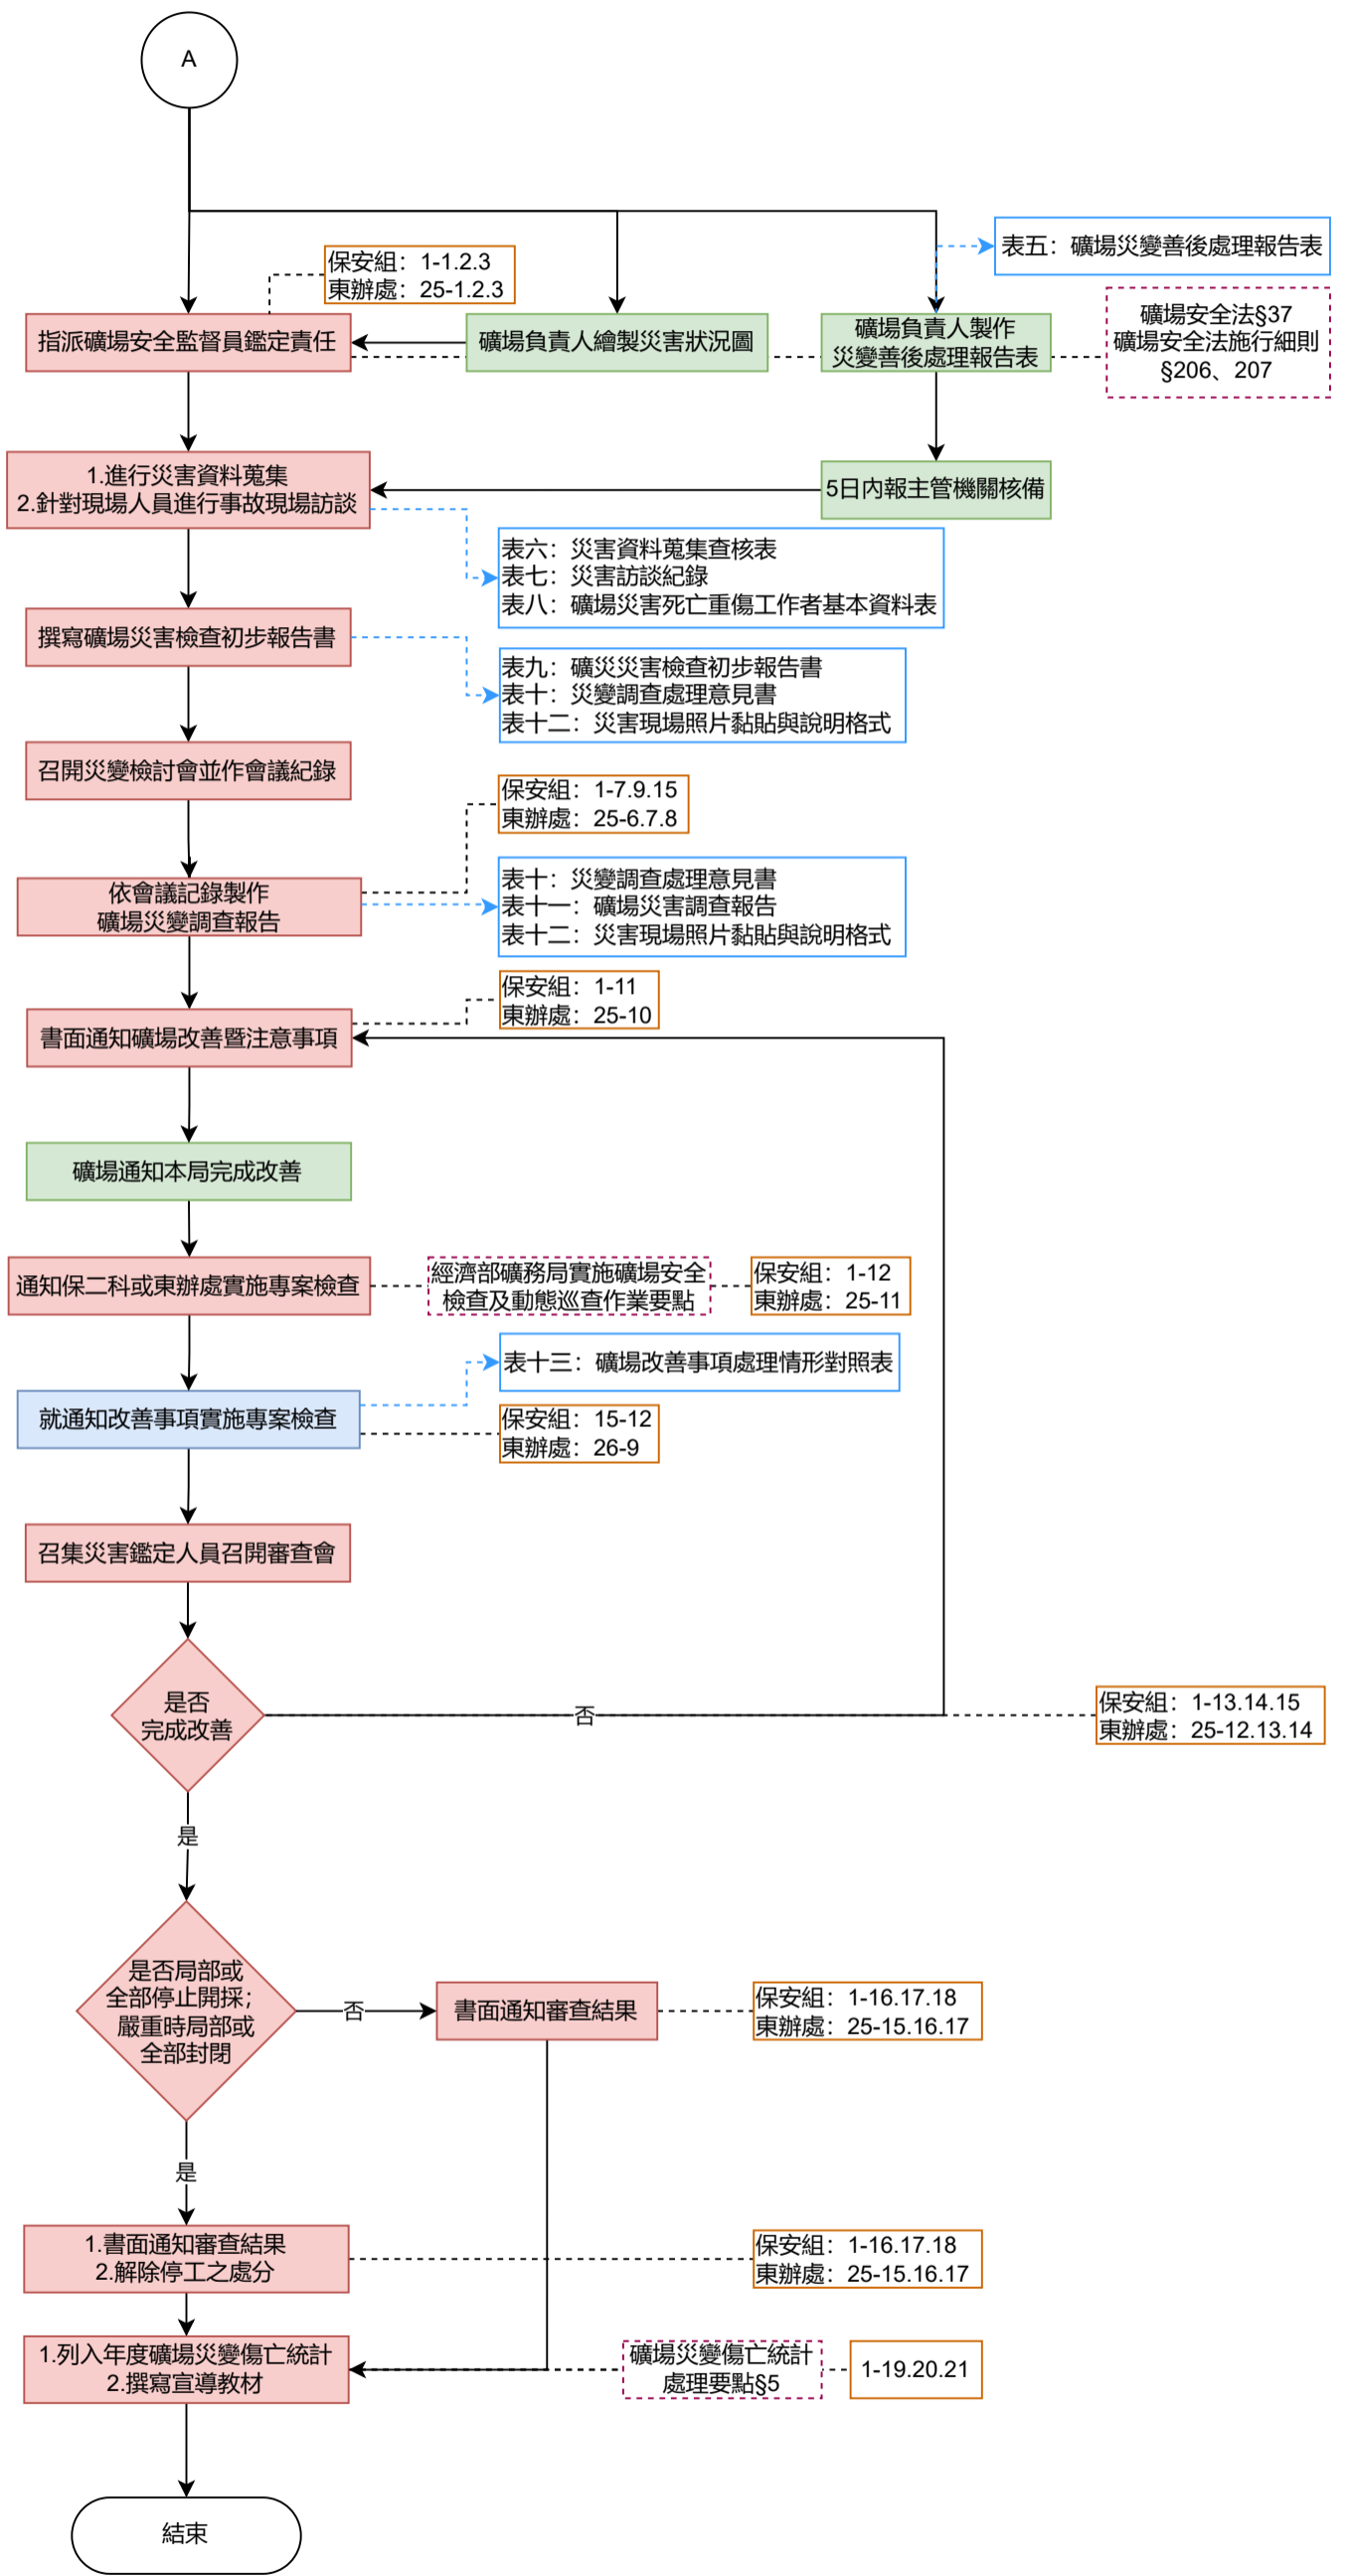 A
表五：礦場災變善後處理報告表
保安組：1-1.2.3
東辦處：25-1.2.3
指派礦場安全監督員鑑定責任
礦場負責人繪製災害狀況圖
礦場負責人製作
災變善後處理報告表
礦場安全法§37
礦場安全法施行細則
§206、207
1.進行災害資料蒐集
2.針對現場人員進行事故現場訪談
5日內報主管機關核備
表六：災害資料蒐集查核表
表七：災害訪談紀錄
表八：礦場災害死亡重傷工作者基本資料表
撰寫礦場災害檢查初步報告書
表九：礦災災害檢查初步報告書
表十：災變調查處理意見書
表十二：災害現場照片黏貼與說明格式
召開災變檢討會並作會議紀錄
保安組：1-7.9.15
東辦處：25-6.7.8
依會議記錄製作
礦場災變調查報告
表十：災變調查處理意見書
表十一：礦場災害調查報告
表十二：災害現場照片黏貼與說明格式
保安組：1-11
東辦處：25-10
書面通知礦場改善暨注意事項
礦場通知本局完成改善
通知保二科或東辦處實施專案檢查
經濟部礦務局實施礦場安全
檢查及動態巡查作業要點
保安組：1-12
東辦處：25-11
表十三：礦場改善事項處理情形對照表
就通知改善事項實施專案檢查
保安組：15-12
東辦處：26-9
召集災害鑑定人員召開審查會
是否
完成改善
否
保安組：1-13.14.15
東辦處：25-12.13.14
是
是否局部或
全部停止開採；
嚴重時局部或
全部封閉
否
書面通知審查結果
保安組：1-16.17.18
東辦處：25-15.16.17
是
1.書面通知審查結果
2.解除停工之處分
保安組：1-16.17.18
東辦處：25-15.16.17
1.列入年度礦場災變傷亡統計
2.撰寫宣導教材
礦場災變傷亡統計
處理要點§5
1-19.20.21
結束